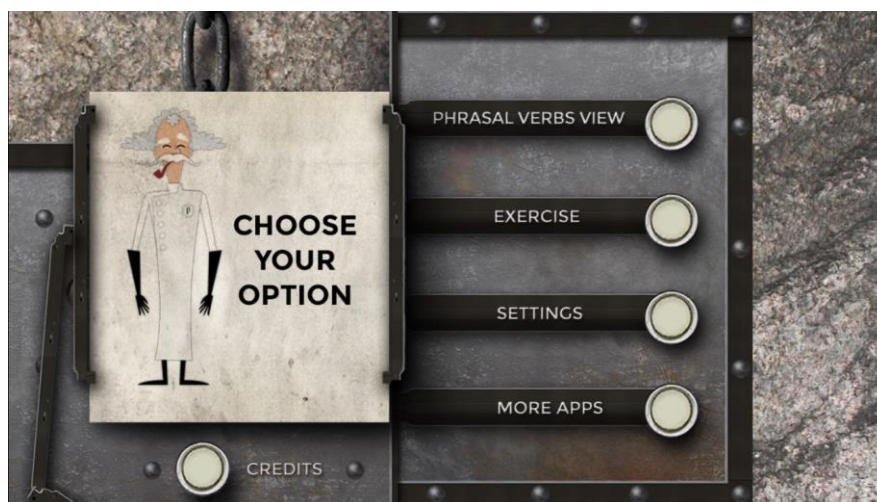 CHOOSE
YOUR
OPTION
PHRASAL VERBS VIEW
EXERCISE
SETTINGS
MORE APPS
CREDITS